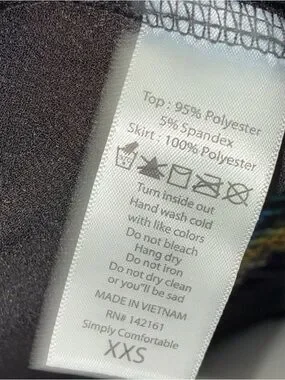 Top: 95% Polyester
5% Spandex
Skirt: 100% Polyester
Turn inside out
Hand wash cold
with like colors
Do not bleach
Hang dry
Do not iron
Do not dry clean
or you'll be sad
MADE IN VIETNAM
RN# 142161
Simply Comfortable
XXS